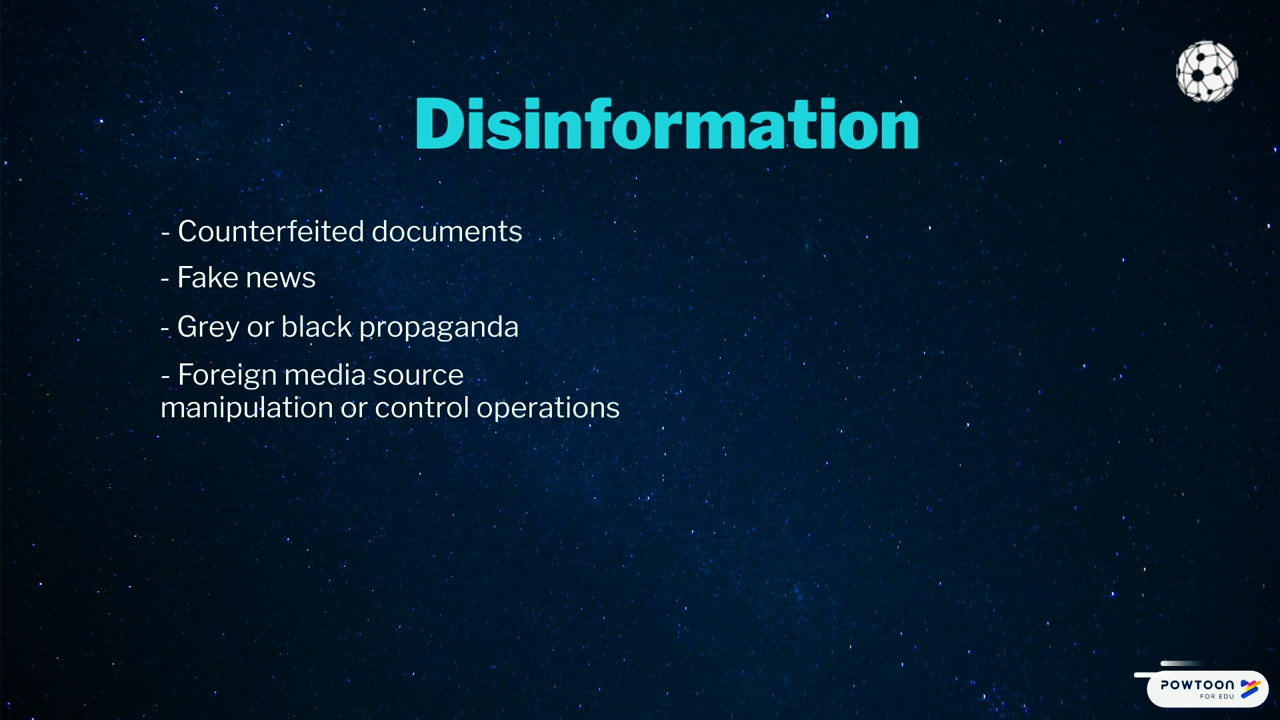 Disinformation
- Counterfeited documents
- Fake news
- Grey or black propaganda
- Foreign media source
manipulation or control operations
POWTOON
FOR EDU